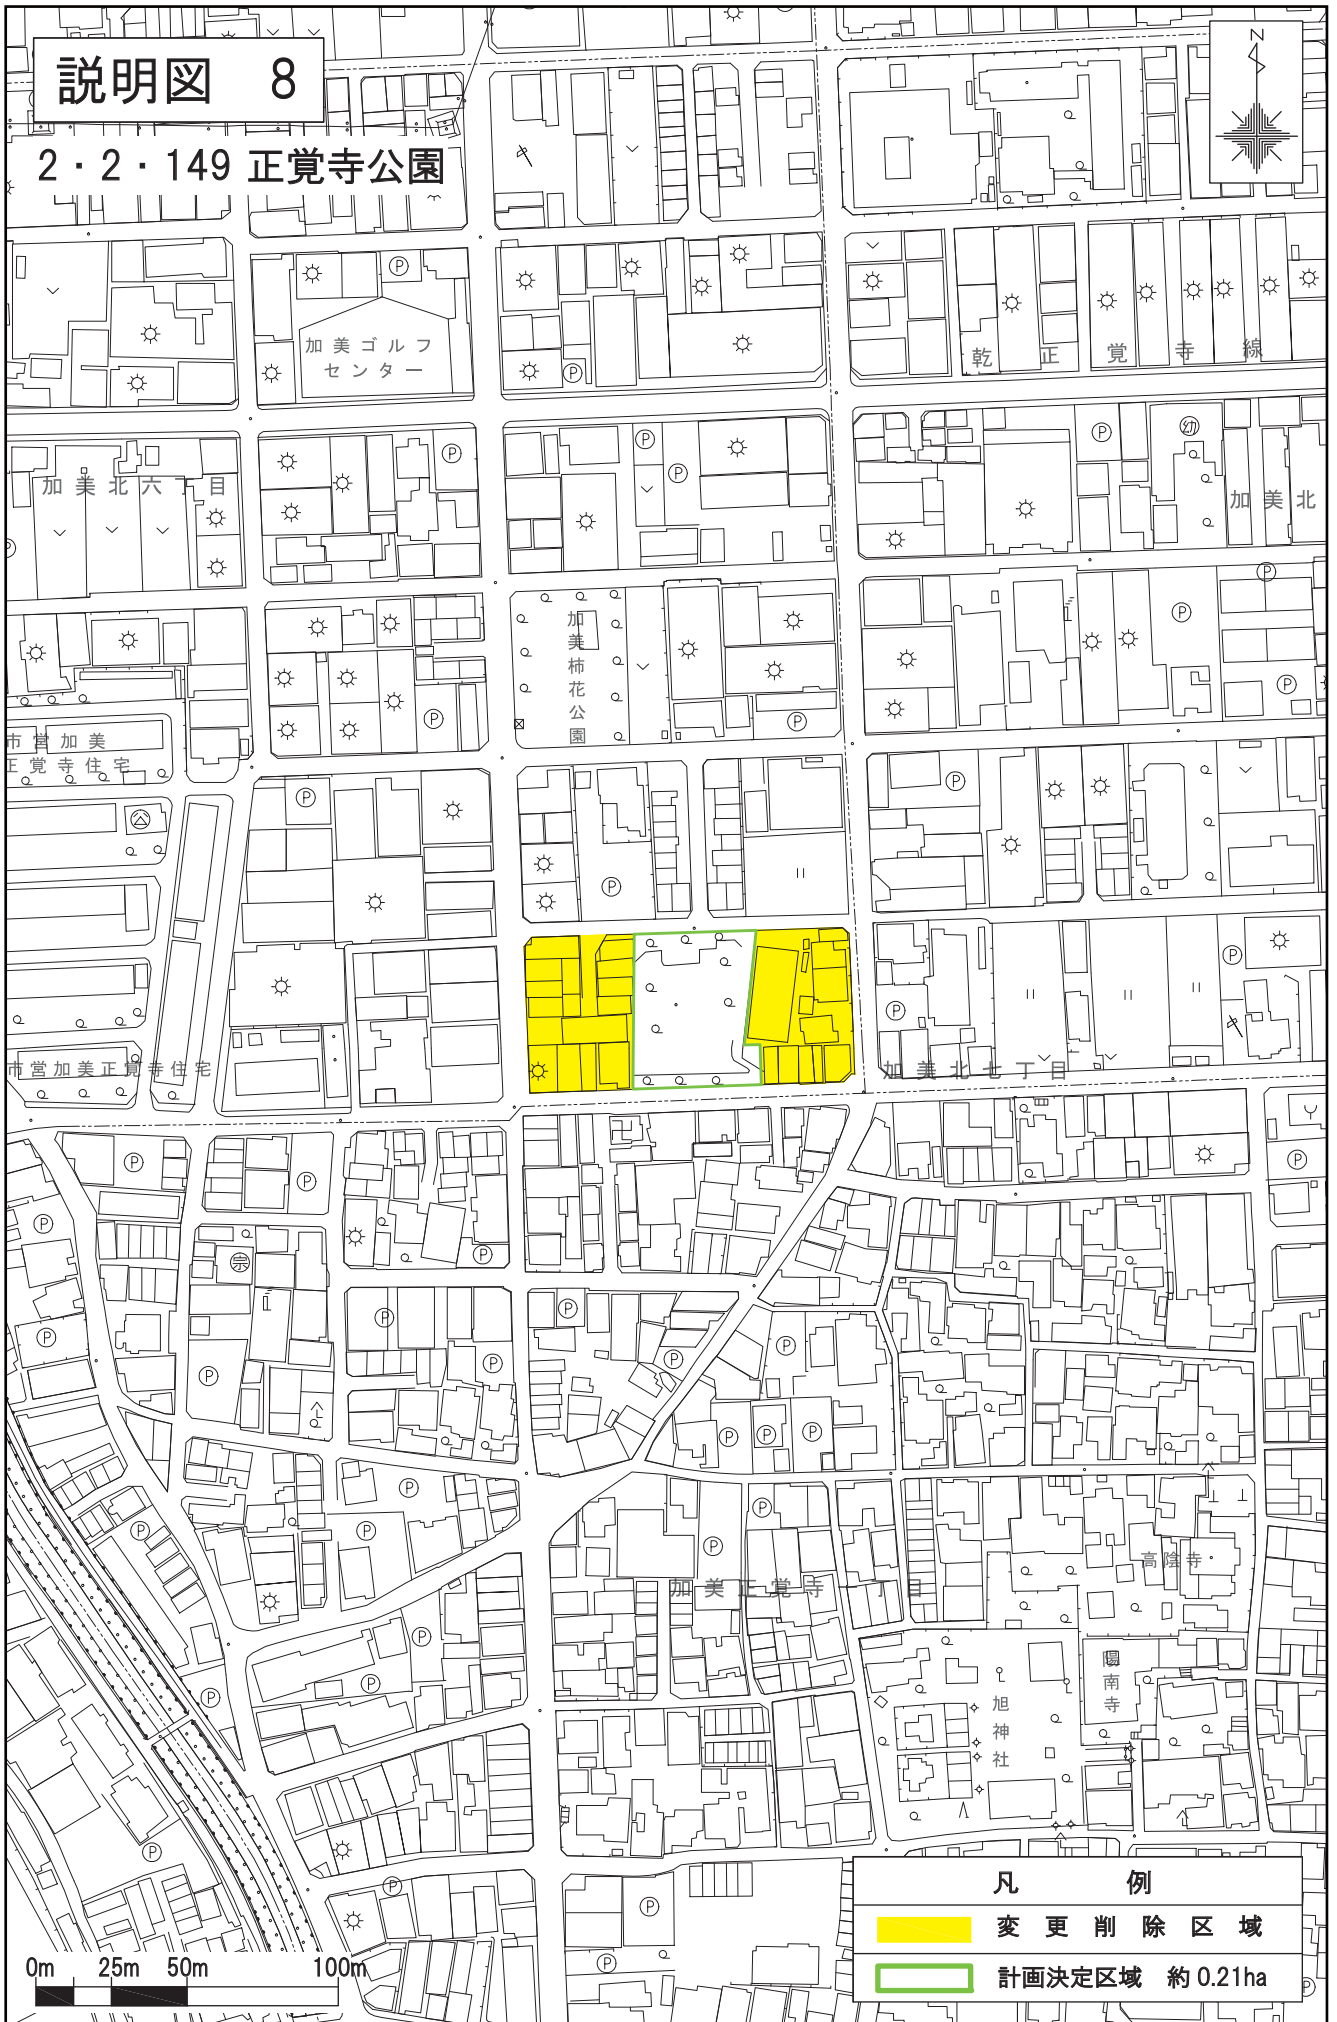 説明図 8
2・2・149 正覚寺公園
N
加美ゴルフ
センター
乾正覚寺線
加美北六丁目
幼
加美北
加美柿花公園
市営加美
正覚寺住宅
市営加美正覚寺住宅
加美北七丁目
宗
加美正覚寺一丁目
高陰寺
陽南寺
旭神社
凡例
変更削除区域
計画決定区域 約0.21ha
0m 25m 50m 100m